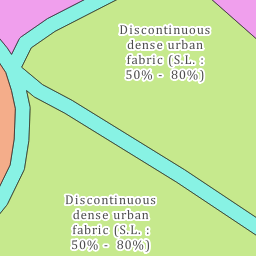 Discontinuous
dense urban
fabric (S.L. :
50% -  80%)
Discontinuous
dense urban
fabric (S.L. :
50% -  80%)